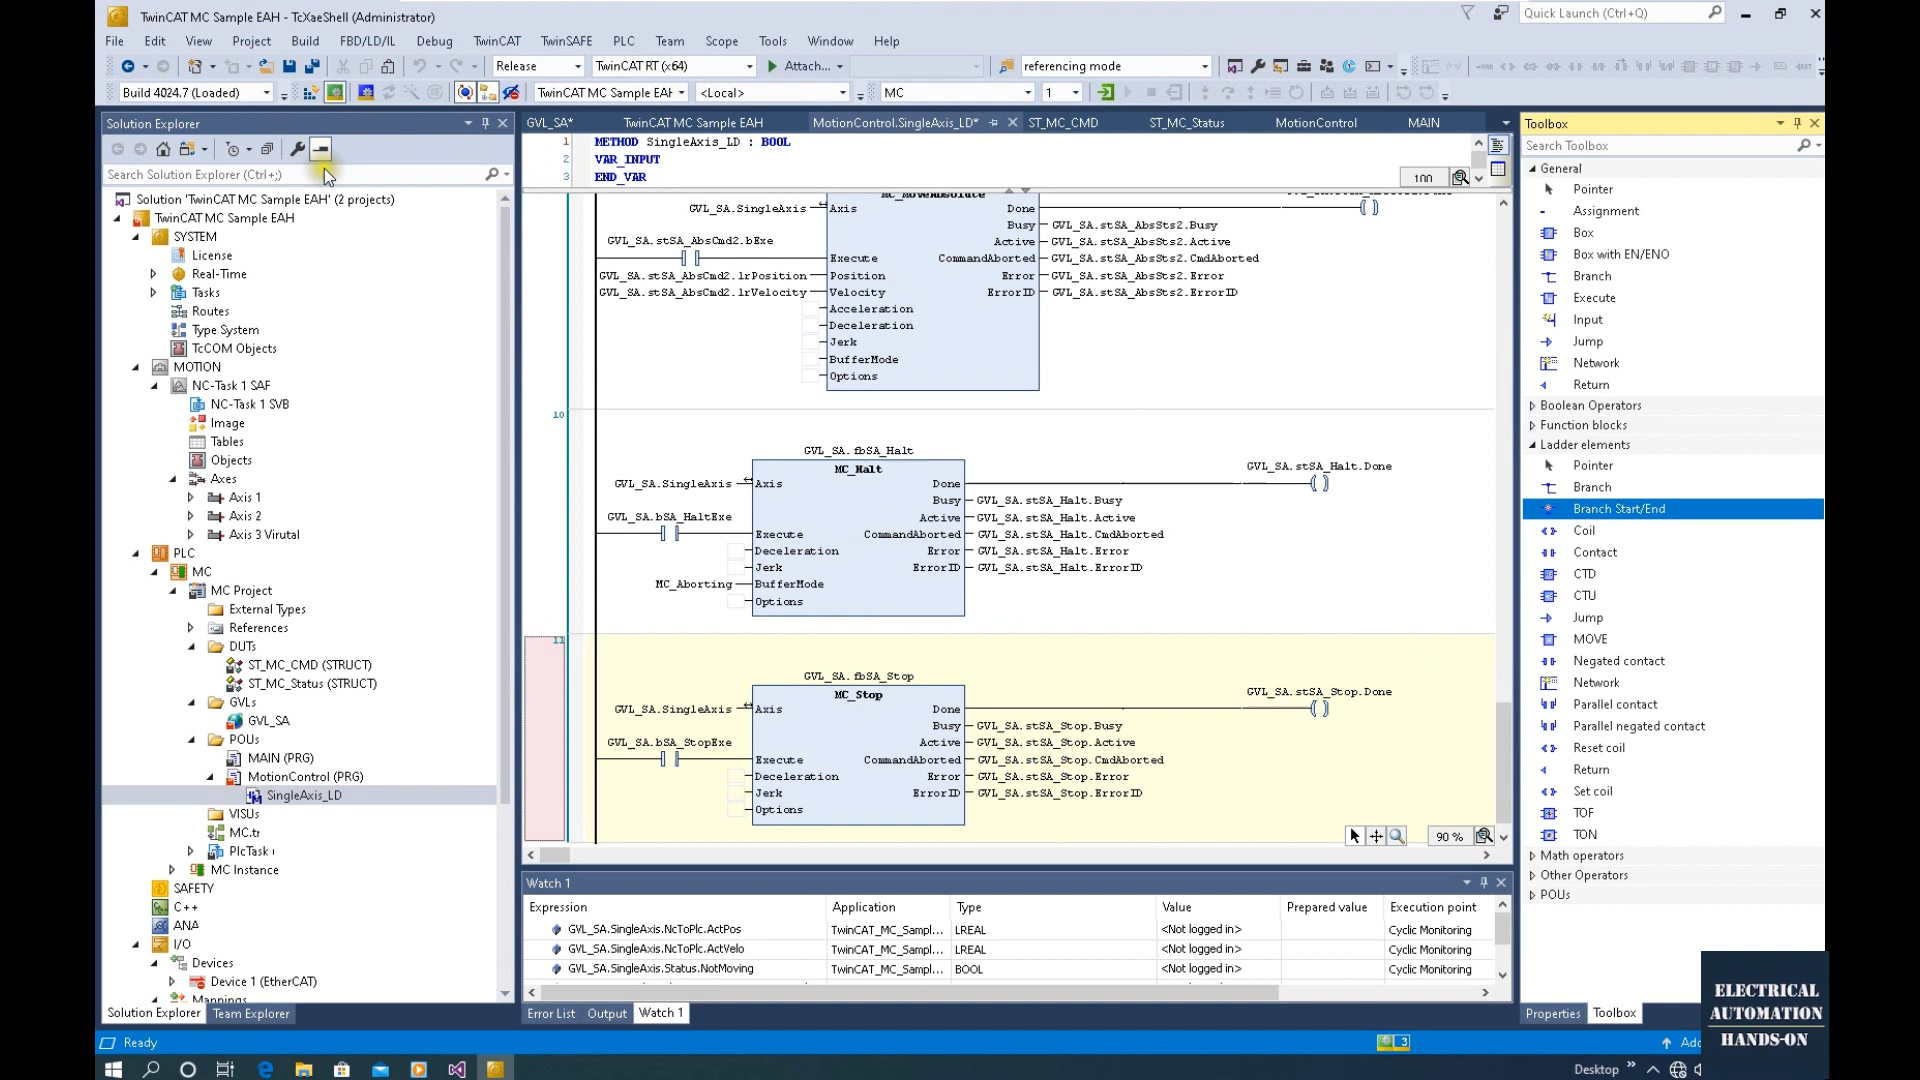 TwinCAT MC Sample EAH - TcXaeShell (Administrator)
Quick Launch (Ctrl+Q)
File Edit View Project Build FBD/LD/IL Debug TwinCAT TwinSAFE PLC Team Scope Tools Window Help
Release TwinCAT RT (x64) Attach... referencing mode
Build 4024.7 (Loaded) TwinCAT MC Sample EAH <Local> MC 1
Solution Explorer
Search Solution Explorer (Ctrl+;)
Solution 'TwinCAT MC Sample EAH' (2 projects)
TwinCAT MC Sample EAH
SYSTEM
License
Real-Time
Tasks
Routes
Type System
TcCOM Objects
MOTION
NC-Task 1 SAF
NC-Task 1 SVB
Image
Tables
Objects
Axes
Axis 1
Axis 2
Axis 3 Virutal
PLC
MC
MC Project
External Types
References
DUTs
ST_MC_CMD (STRUCT)
ST_MC_Status (STRUCT)
GVLs
GVL_SA
POUs
MAIN (PRG)
MotionControl (PRG)
SingleAxis_LD
VISUs
MC.tr
PlcTask
MC Instance
SAFETY
C++
ANA
I/O
Devices
Device 1 (EtherCAT)
Mappings
Solution Explorer Team Explorer
GVL_SA* TwinCAT MC Sample EAH MotionControl.SingleAxis_LD* ST_MC_CMD ST_MC_Status MotionControl MAIN
1 METHOD SingleAxis_LD : BOOL
2 VAR_INPUT
3 END_VAR
100
MC_MoveAbsolute
GVL_SA.SingleAxis Axis Done
Busy GVL_SA.stSA_AbsSts2.Busy
GVL_SA.stSA_AbsCmd2.bExe Active GVL_SA.stSA_AbsSts2.Active
Execute CommandAborted GVL_SA.stSA_AbsSts2.CmdAborted
GVL_SA.stSA_AbsCmd2.lrPosition Position Error GVL_SA.stSA_AbsSts2.Error
GVL_SA.stSA_AbsCmd2.lrVelocity Velocity ErrorID GVL_SA.stSA_AbsSts2.ErrorID
Acceleration
Deceleration
Jerk
BufferMode
Options
10
GVL_SA.fbSA_Halt
MC_Halt GVL_SA.stSA_Halt.Done
GVL_SA.SingleAxis Axis Done
Busy GVL_SA.stSA_Halt.Busy
GVL_SA.bSA_HaltExe Active GVL_SA.stSA_Halt.Active
Execute CommandAborted GVL_SA.stSA_Halt.CmdAborted
Deceleration Error GVL_SA.stSA_Halt.Error
Jerk ErrorID GVL_SA.stSA_Halt.ErrorID
MC_Aborting BufferMode
Options
11
GVL_SA.fbSA_Stop
MC_Stop GVL_SA.stSA_Stop.Done
GVL_SA.SingleAxis Axis Done
Busy GVL_SA.stSA_Stop.Busy
GVL_SA.bSA_StopExe Active GVL_SA.stSA_Stop.Active
Execute CommandAborted GVL_SA.stSA_Stop.CmdAborted
Deceleration Error GVL_SA.stSA_Stop.Error
Jerk ErrorID GVL_SA.stSA_Stop.ErrorID
Options
90 %
Watch 1
Expression Application Type Value Prepared value Execution point
GVL_SA.SingleAxis.NcToPlc.ActPos TwinCAT_MC_Sampl... LREAL <Not logged in> Cyclic Monitoring
GVL_SA.SingleAxis.NcToPlc.ActVelo TwinCAT_MC_Sampl... LREAL <Not logged in> Cyclic Monitoring
GVL_SA.SingleAxis.Status.NotMoving TwinCAT_MC_Sampl... BOOL <Not logged in> Cyclic Monitoring
Error List Output Watch 1
Toolbox
Search Toolbox
General
Pointer
Assignment
Box
Box with EN/ENO
Branch
Execute
Input
Jump
Network
Return
Boolean Operators
Function blocks
Ladder elements
Pointer
Branch
Branch Start/End
Coil
Contact
CTD
CTU
Jump
MOVE
Negated contact
Network
Parallel contact
Parallel negated contact
Reset coil
Return
Set coil
TOF
TON
Math operators
Other Operators
POUs
Properties Toolbox
ELECTRICAL
AUTOMATION
HANDS-ON
Ready
3
Desktop